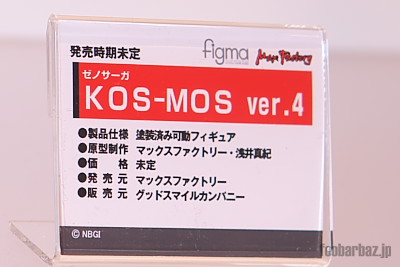 発売時期未定
figma
Max Factory
ゼノサーガ
KOS-MOS ver.4
●製品仕様 塗装済み可動フィギュア
●原型制作 マックスファクトリー・浅井真紀
●価　格 未定
●発売元 マックスファクトリー
●販売元 グッドスマイルカンパニー
© NBGI
foobarbaz.jp